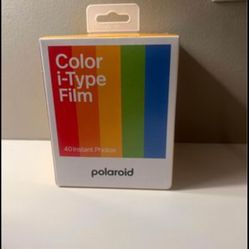 Color
i-Type
Film
40 Instant Photos
polaroid